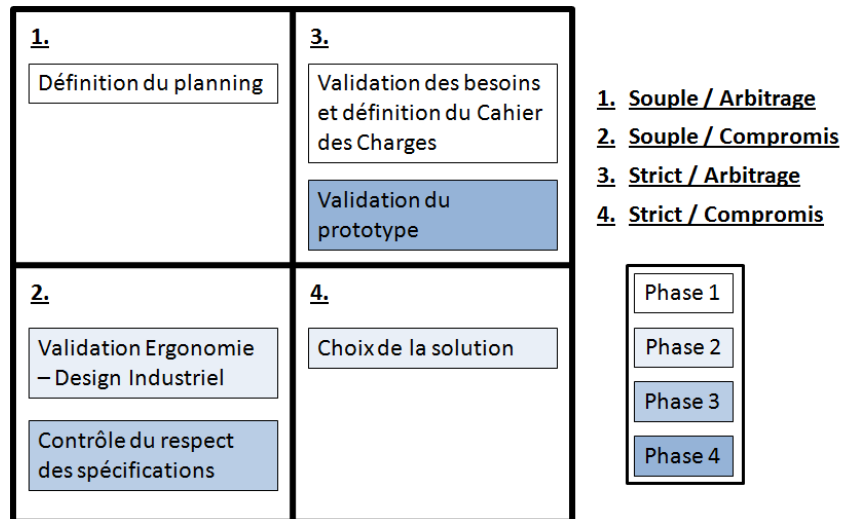 1.
Définition du planning
3.
Validation des besoins
et définition du Cahier
des Charges
Validation du
prototype
2.
Validation Ergonomie
– Design Industriel
Contrôle du respect
des spécifications
4.
Choix de la solution
1. Souple / Arbitrage
2. Souple / Compromis
3. Strict / Arbitrage
4. Strict / Compromis
Phase 1
Phase 2
Phase 3
Phase 4